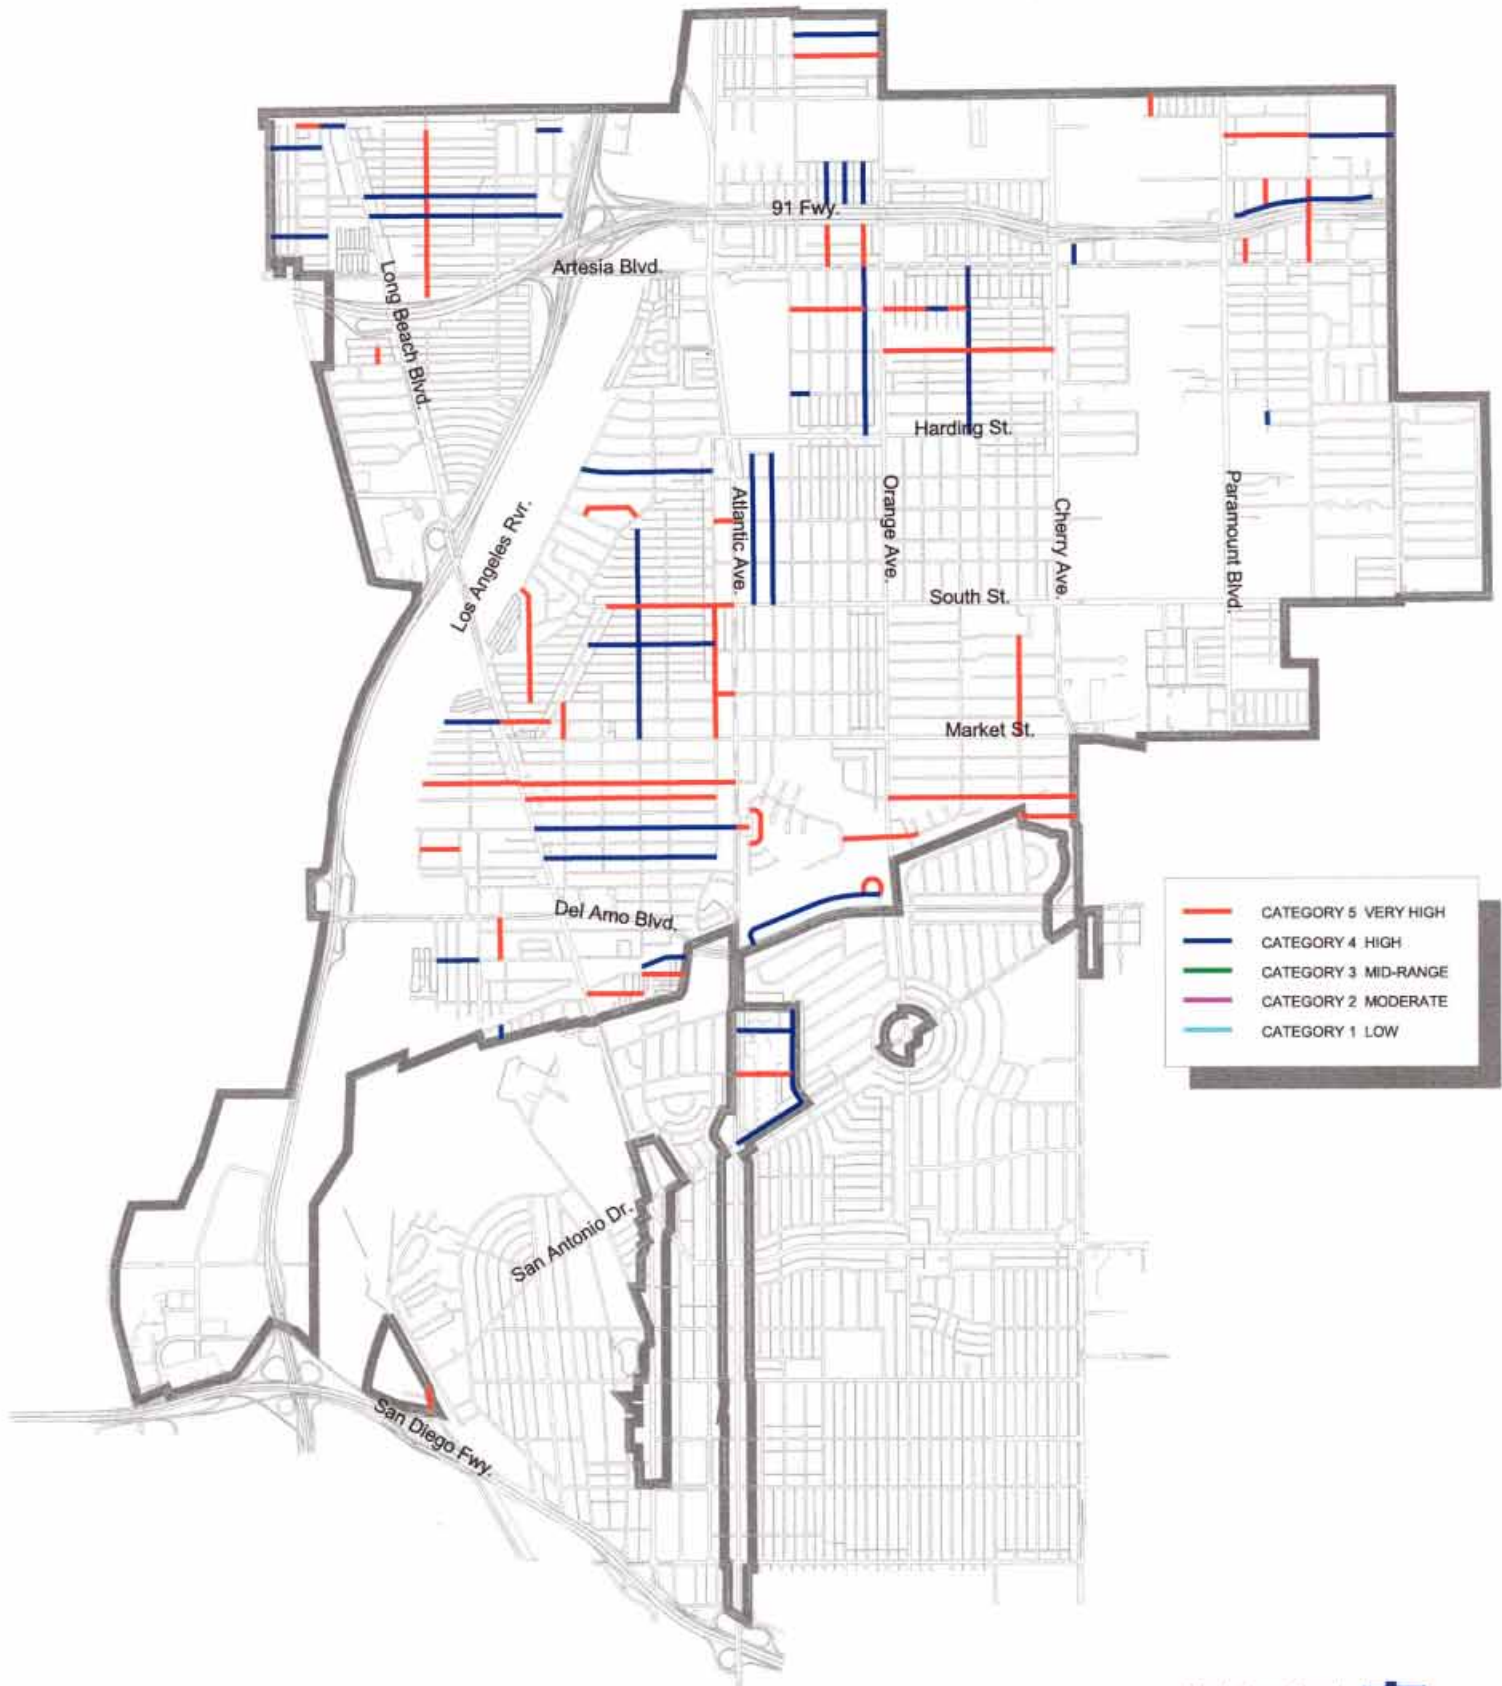 91 Fwy.
Artesia Blvd.
Long Beach Blvd.
Harding St.
Los Angeles Rvr.
Atlantic Ave.
Orange Ave.
Cherry Ave.
Paramount Blvd.
South St.
Market St.
Del Amo Blvd.
CATEGORY 5 VERY HIGH
CATEGORY 4 HIGH
CATEGORY 3 MID-RANGE
CATEGORY 2 MODERATE
CATEGORY 1 LOW
San Antonio Dr.
San Diego Fwy.